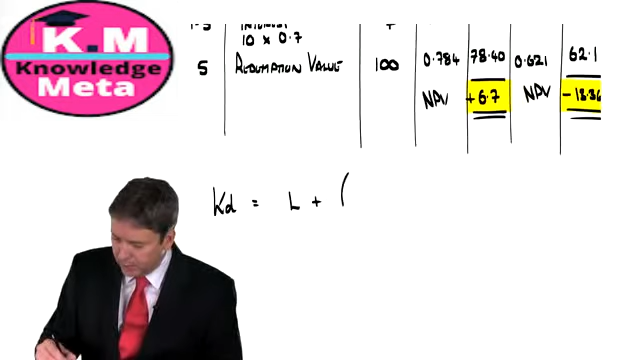 K.M
Knowledge
Meta
10 x 0.7
5 REDEMPTION VALUE 100 0.784 78.40 0.621 62.1
NPV + 6.7 NPV - 18.36
Kd = L + (